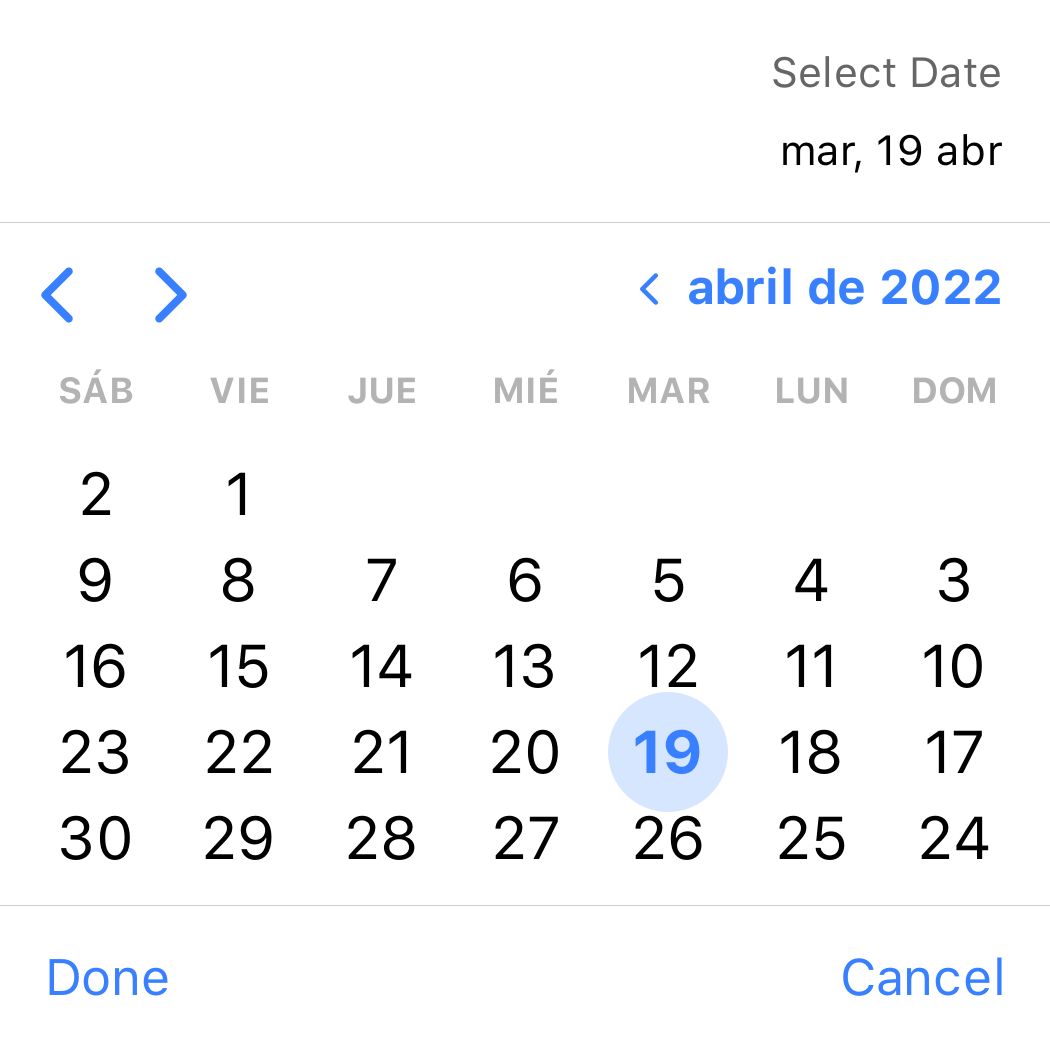 Select Date
mar, 19 abr
abril de 2022
SÁB VIE JUE MIÉ MAR LUN DOM
2 1
9 8 7 6 5 4 3
16 15 14 13 12 11 10
23 22 21 20 19 18 17
30 29 28 27 26 25 24
Done Cancel